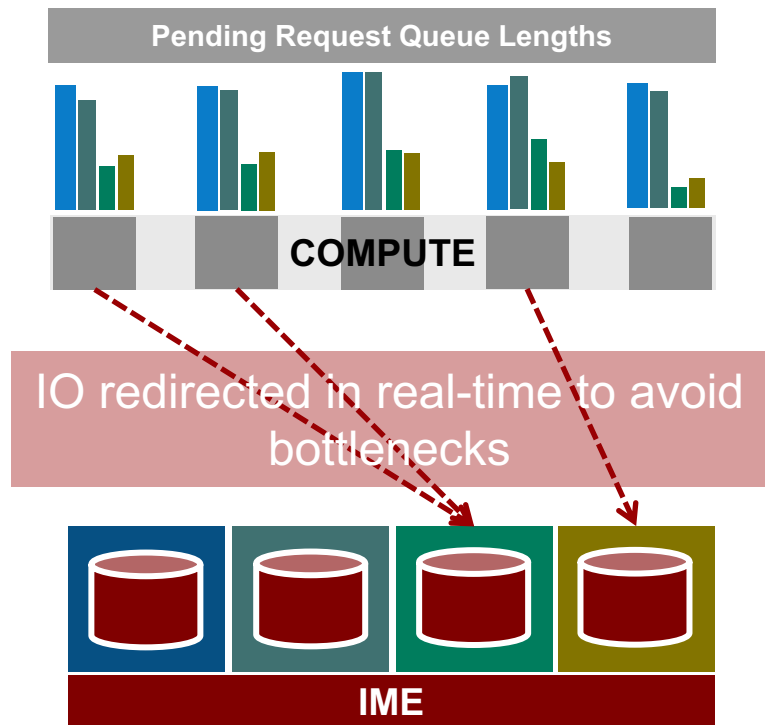 Pending Request Queue Lengths
COMPUTE
IO redirected in real-time to avoid
bottlenecks
IME